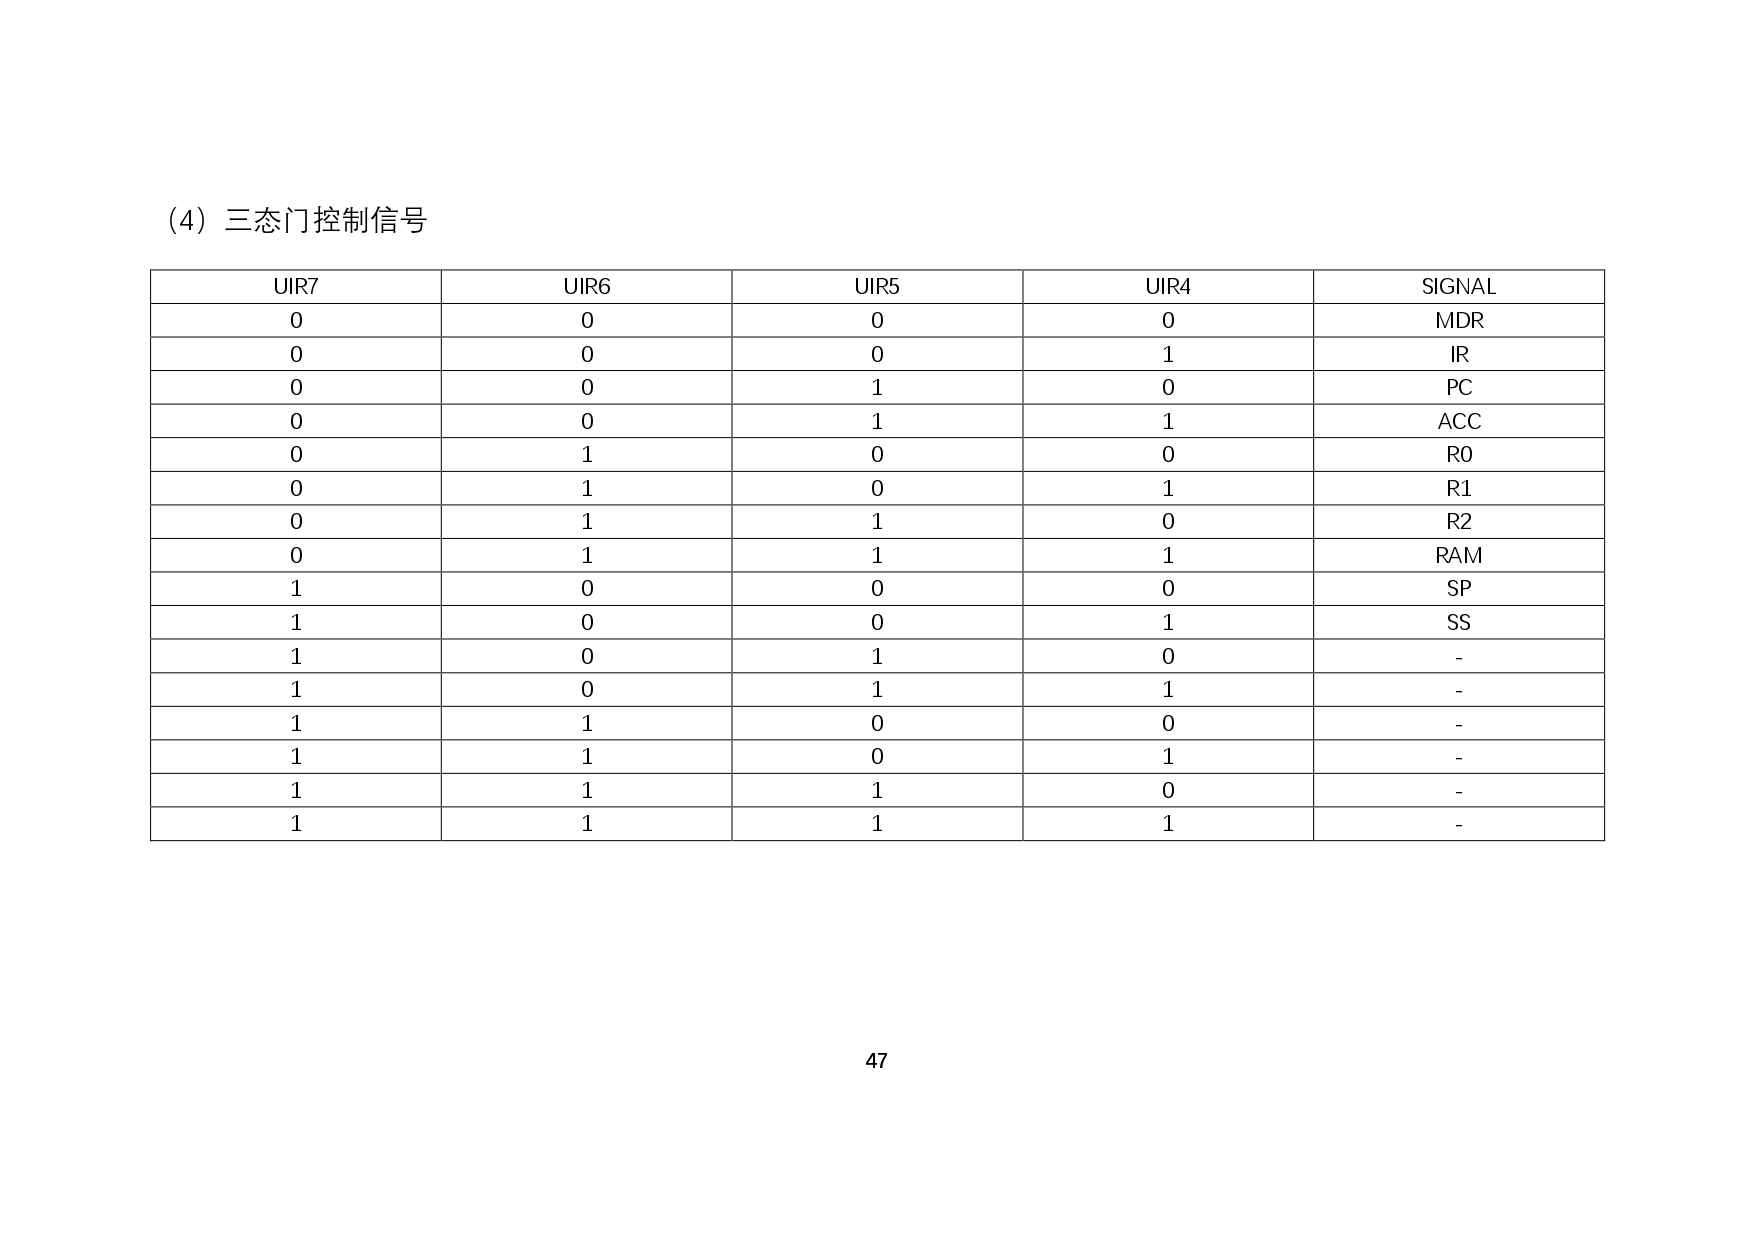 （4）三态门控制信号
UIR7 UIR6 UIR5 UIR4 SIGNAL
0 0 0 0 MDR
0 0 0 1 IR
0 0 1 0 PC
0 0 1 1 ACC
0 1 0 0 R0
0 1 0 1 R1
0 1 1 0 R2
0 1 1 1 RAM
1 0 0 0 SP
1 0 0 1 SS
1 0 1 0 -
1 0 1 1 -
1 1 0 0 -
1 1 0 1 -
1 1 1 0 -
1 1 1 1 -
47